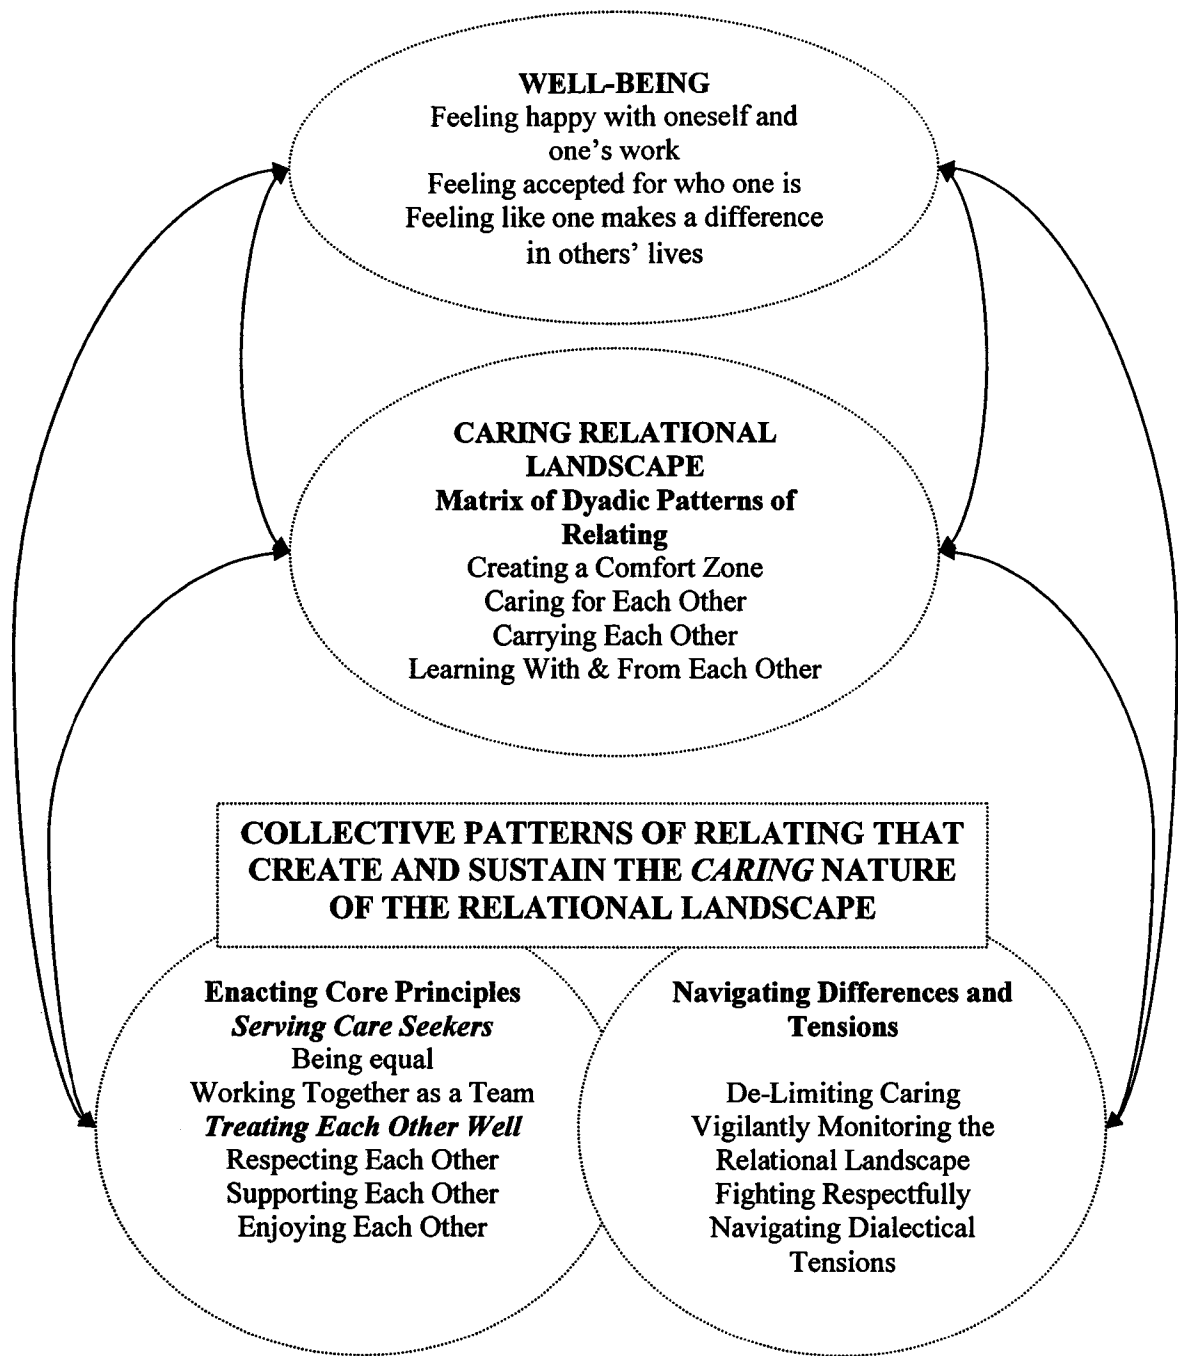 WELL-BEING
Feeling happy with oneself and
one's work
Feeling accepted for who one is
Feeling like one makes a difference
in others' lives
CARING RELATIONAL
LANDSCAPE
Matrix of Dyadic Patterns of
Relating
Creating a Comfort Zone
Caring for Each Other
Carrying Each Other
Learning With & From Each Other
COLLECTIVE PATTERNS OF RELATING THAT
CREATE AND SUSTAIN THE CARING NATURE
OF THE RELATIONAL LANDSCAPE
Enacting Core Principles
Serving Care Seekers
Being equal
Working Together as a Team
Treating Each Other Well
Respecting Each Other
Supporting Each Other
Enjoying Each Other
Navigating Differences and
Tensions
De-Limiting Caring
Vigilantly Monitoring the
Relational Landscape
Fighting Respectfully
Navigating Dialectical
Tensions